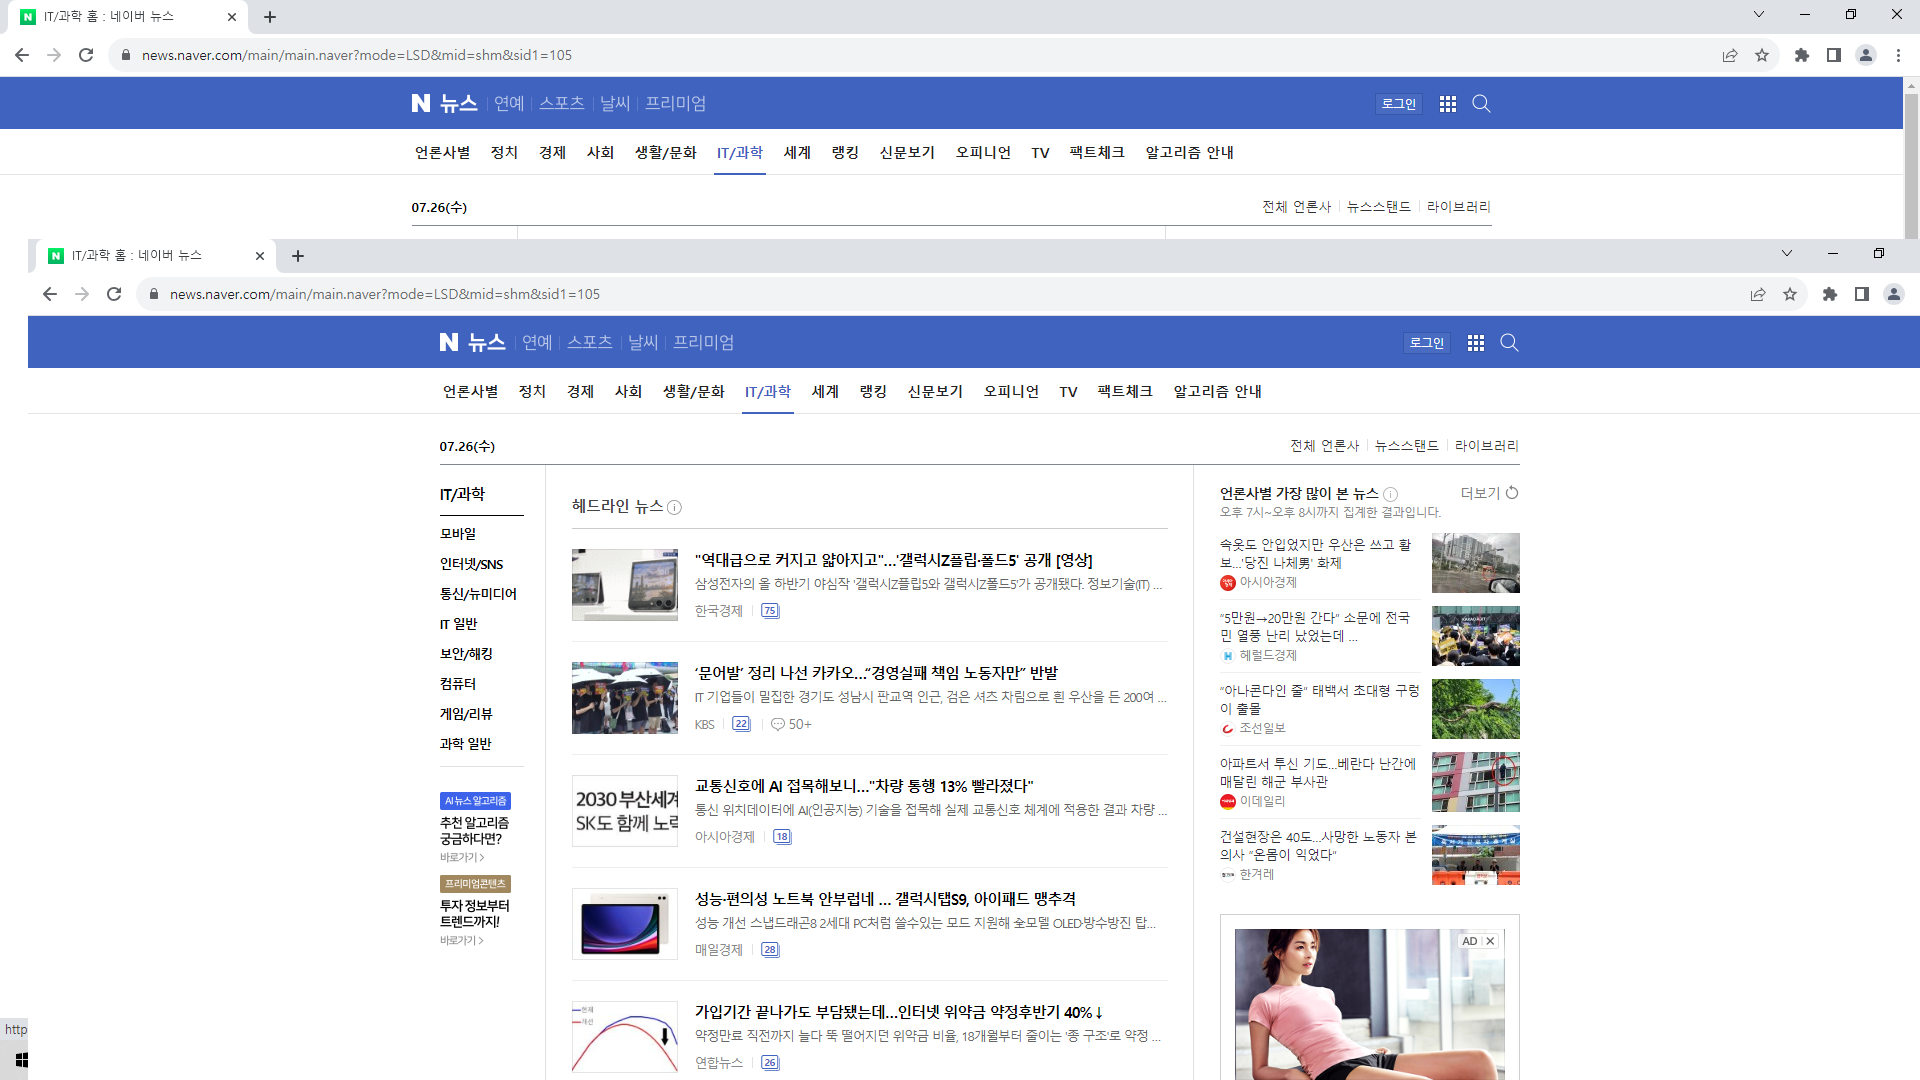 IT/과학 홈 : 네이버 뉴스
news.naver.com/main/main.naver?mode=LSD&mid=shm&sid1=105
N 뉴스 연예 스포츠 날씨 프리미엄 로그인
언론사별 정치 경제 사회 생활/문화 IT/과학 세계 랭킹 신문보기 오피니언 TV 팩트체크 알고리즘 안내
07.26(수) 전체 언론사 뉴스스탠드 라이브러리
IT/과학 홈 : 네이버 뉴스
news.naver.com/main/main.naver?mode=LSD&mid=shm&sid1=105
N 뉴스 연예 스포츠 날씨 프리미엄 로그인
언론사별 정치 경제 사회 생활/문화 IT/과학 세계 랭킹 신문보기 오피니언 TV 팩트체크 알고리즘 안내
07.26(수) 전체 언론사 뉴스스탠드 라이브러리
IT/과학
모바일
인터넷/SNS
통신/뉴미디어
IT 일반
보안/해킹
컴퓨터
게임/리뷰
과학 일반
AI 뉴스 알고리즘
추천 알고리즘
궁금하다면?
바로가기 >
프리미엄콘텐츠
투자 정보부터
트렌드까지!
바로가기 >
헤드라인 뉴스
"역대급으로 커지고 얇아지고"…'갤럭시Z플립·폴드5' 공개 [영상]
삼성전자의 올 하반기 야심작 '갤럭시Z플립5와 갤럭시Z폴드5'가 공개됐다. 정보기술(IT) ...
한국경제 75
‘문어발’ 정리 나선 카카오…“경영실패 책임 노동자만” 반발
IT 기업들이 밀집한 경기도 성남시 판교역 인근, 검은 셔츠 차림으로 흰 우산을 든 200여 ...
KBS 22 50+
2030 부산세계
SK도 함께 노력
교통신호에 AI 접목해보니…"차량 통행 13% 빨라졌다"
통신 위치데이터에 AI(인공지능) 기술을 접목해 실제 교통신호 체계에 적용한 결과 차량 ...
아시아경제 18
성능·편의성 노트북 안부럽네 … 갤럭시탭S9, 아이패드 맹추격
성능 개선 스냅드래곤8 2세대 PC처럼 쓸수있는 모드 지원해 全모델 OLED·방수방진 탑...
매일경제 28
현재
개선
가입기간 끝나가도 부담됐는데…인터넷 위약금 약정후반기 40%↓
약정만료 직전까지 늘다 뚝 떨어지던 위약금 비율, 18개월부터 줄이는 '종 구조'로 약정 ...
연합뉴스 26
언론사별 가장 많이 본 뉴스 더보기
오후 7시~오후 8시까지 집계한 결과입니다.
속옷도 안입었지만 우산은 쓰고 활
보…'당진 나체男' 화제
아시아경제
“5만원→20만원 간다” 소문에 전국
민 열풍 난리 났었는데 …
헤럴드경제
“아나콘다인 줄” 태백서 초대형 구렁
이 출몰
조선일보
아파트서 투신 기도…베란다 난간에
매달린 해군 부사관
이데일리
건설현장은 40도…사망한 노동자 본
의사 “온몸이 익었다”
한겨레
AD
http